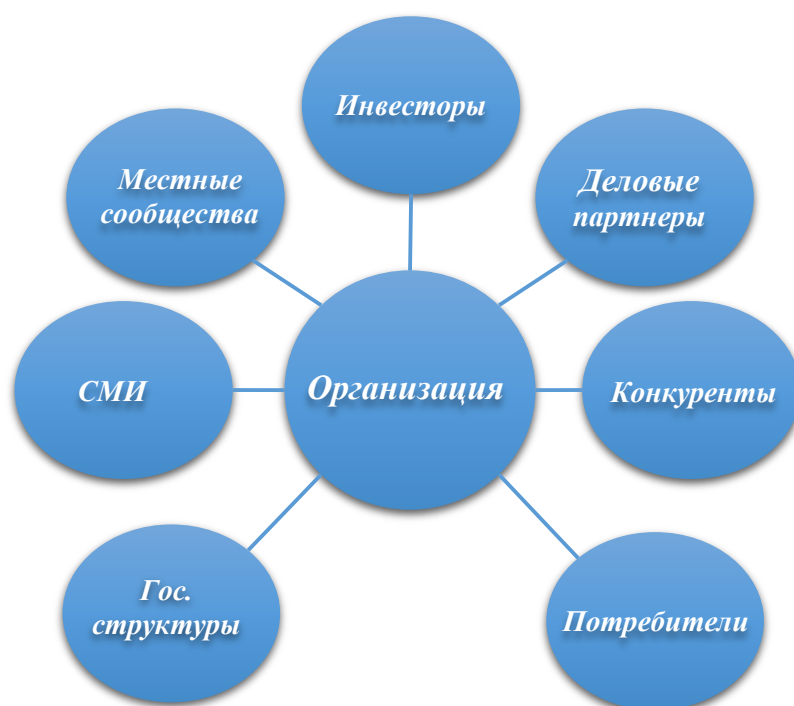 Инвесторы
Местные
сообщества
Деловые
партнеры
СМИ
Организация
Конкуренты
Гос.
структуры
Потребители